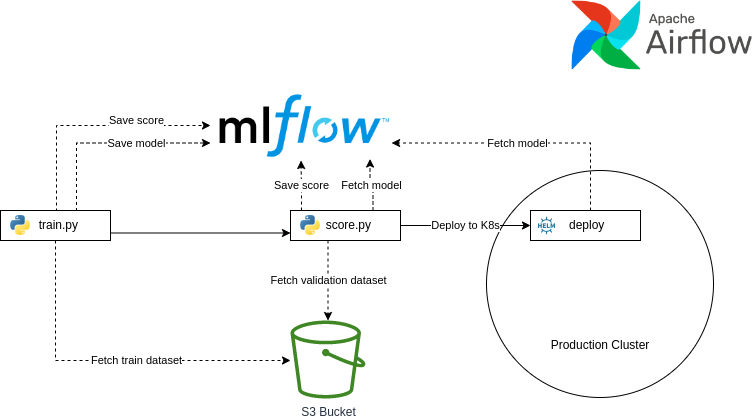 Apache
Airflow
Save score
mlflow™
Save model
Fetch model
Save score
Fetch model
train.py
score.py
Deploy to K8s
HELM
deploy
Fetch validation dataset
Production Cluster
Fetch train dataset
S3 Bucket